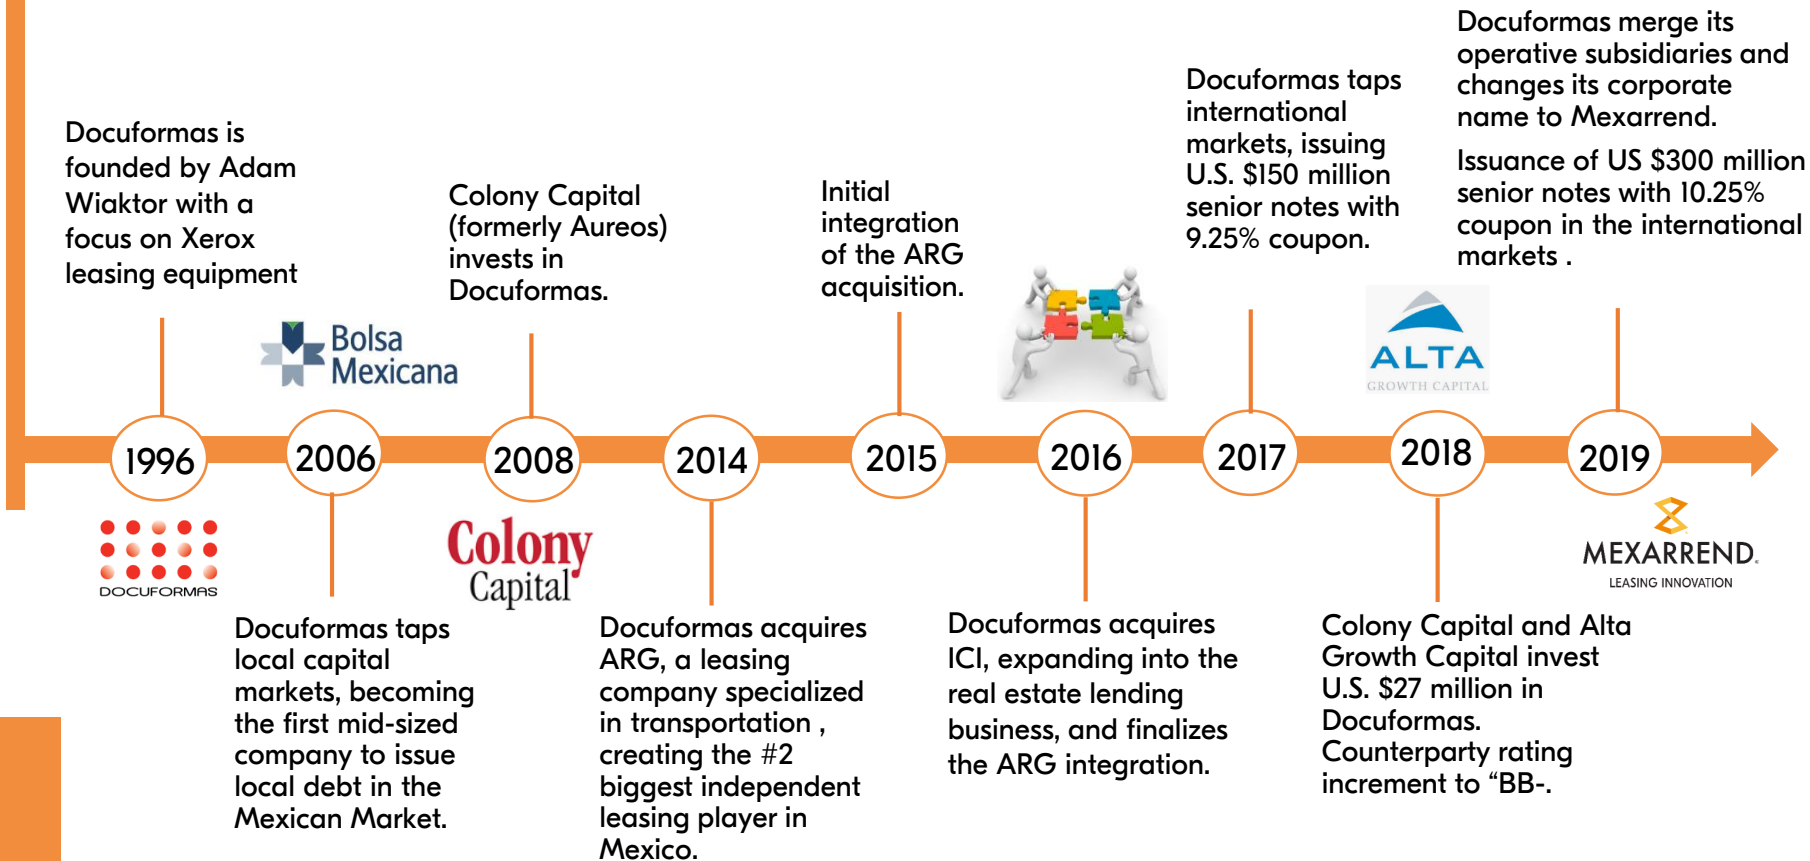 Docuformas is
founded by Adam
Wiaktor with a
focus on Xerox
leasing equipment
Bolsa
Mexicana
Colony Capital
(formerly Aureos)
invests in
Docuformas.
Initial
integration
of the ARG
acquisition.
Docuformas taps
international
markets, issuing
U.S. $150 million
senior notes with
9.25% coupon.
ALTA
GROWTH CAPITAL
Docuformas merge its
operative subsidiaries and
changes its corporate
name to Mexarrend.
Issuance of US $300 million
senior notes with 10.25%
coupon in the international
markets .
1996
2006
2008
2014
2015
2016
2017
2018
2019
DOCUFORMAS
Docuformas taps
local capital
markets, becoming
the first mid-sized
company to issue
local debt in the
Mexican Market.
Colony
Capital
Docuformas acquires
ARG, a leasing
company specialized
in transportation ,
creating the #2
biggest independent
leasing player in
Mexico.
Docuformas acquires
ICI, expanding into the
real estate lending
business, and finalizes
the ARG integration.
Colony Capital and Alta
Growth Capital invest
U.S. $27 million in
Docuformas.
Counterparty rating
increment to “BB-.
MEXARREND.
LEASING INNOVATION